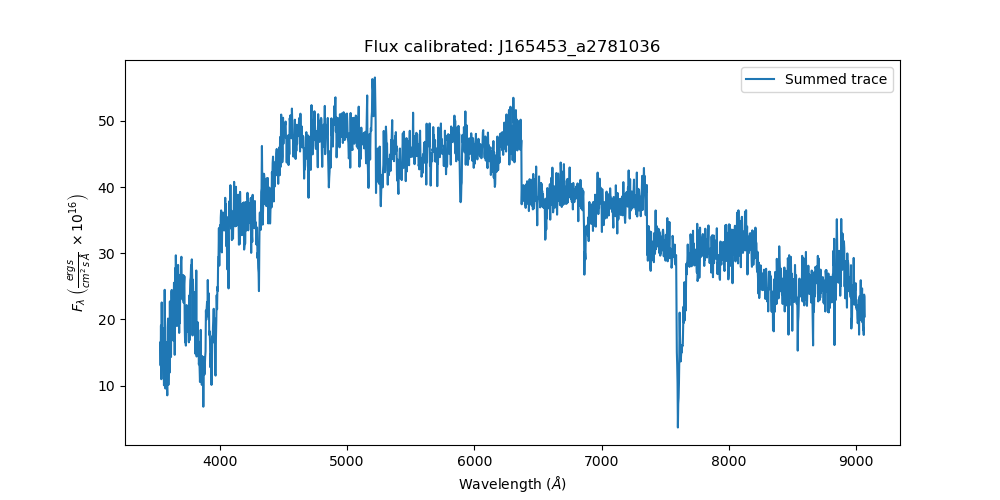 Flux calibrated: J165453_a2781036
Summed trace
F_λ (ergs / cm² s Å × 10¹⁶)
50
40
30
20
10
4000 5000 6000 7000 8000 9000
Wavelength (Å)